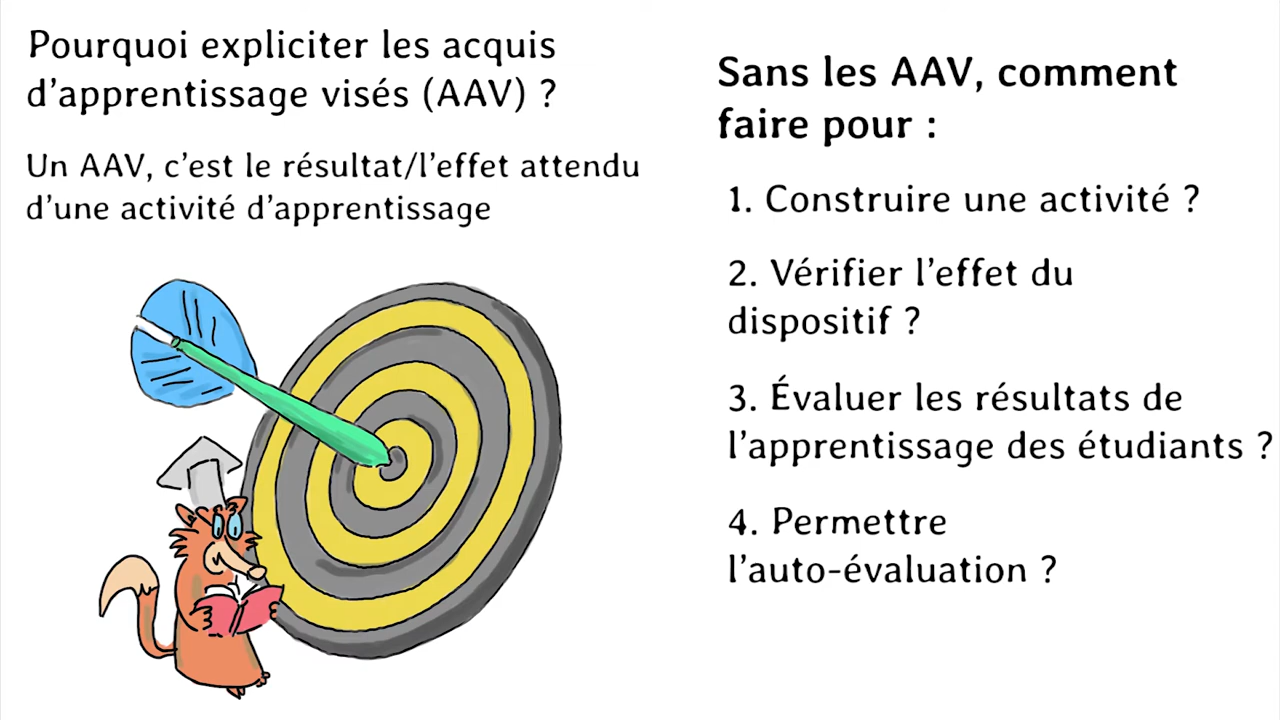 Pourquoi expliciter les acquis
d'apprentissage visés (AAV) ?
Un AAV, c'est le résultat/l'effet attendu
d'une activité d'apprentissage
Sans les AAV, comment
faire pour :
1. Construire une activité ?
2. Vérifier l'effet du
dispositif ?
3. Évaluer les résultats de
l'apprentissage des étudiants ?
4. Permettre
l'auto-évaluation ?